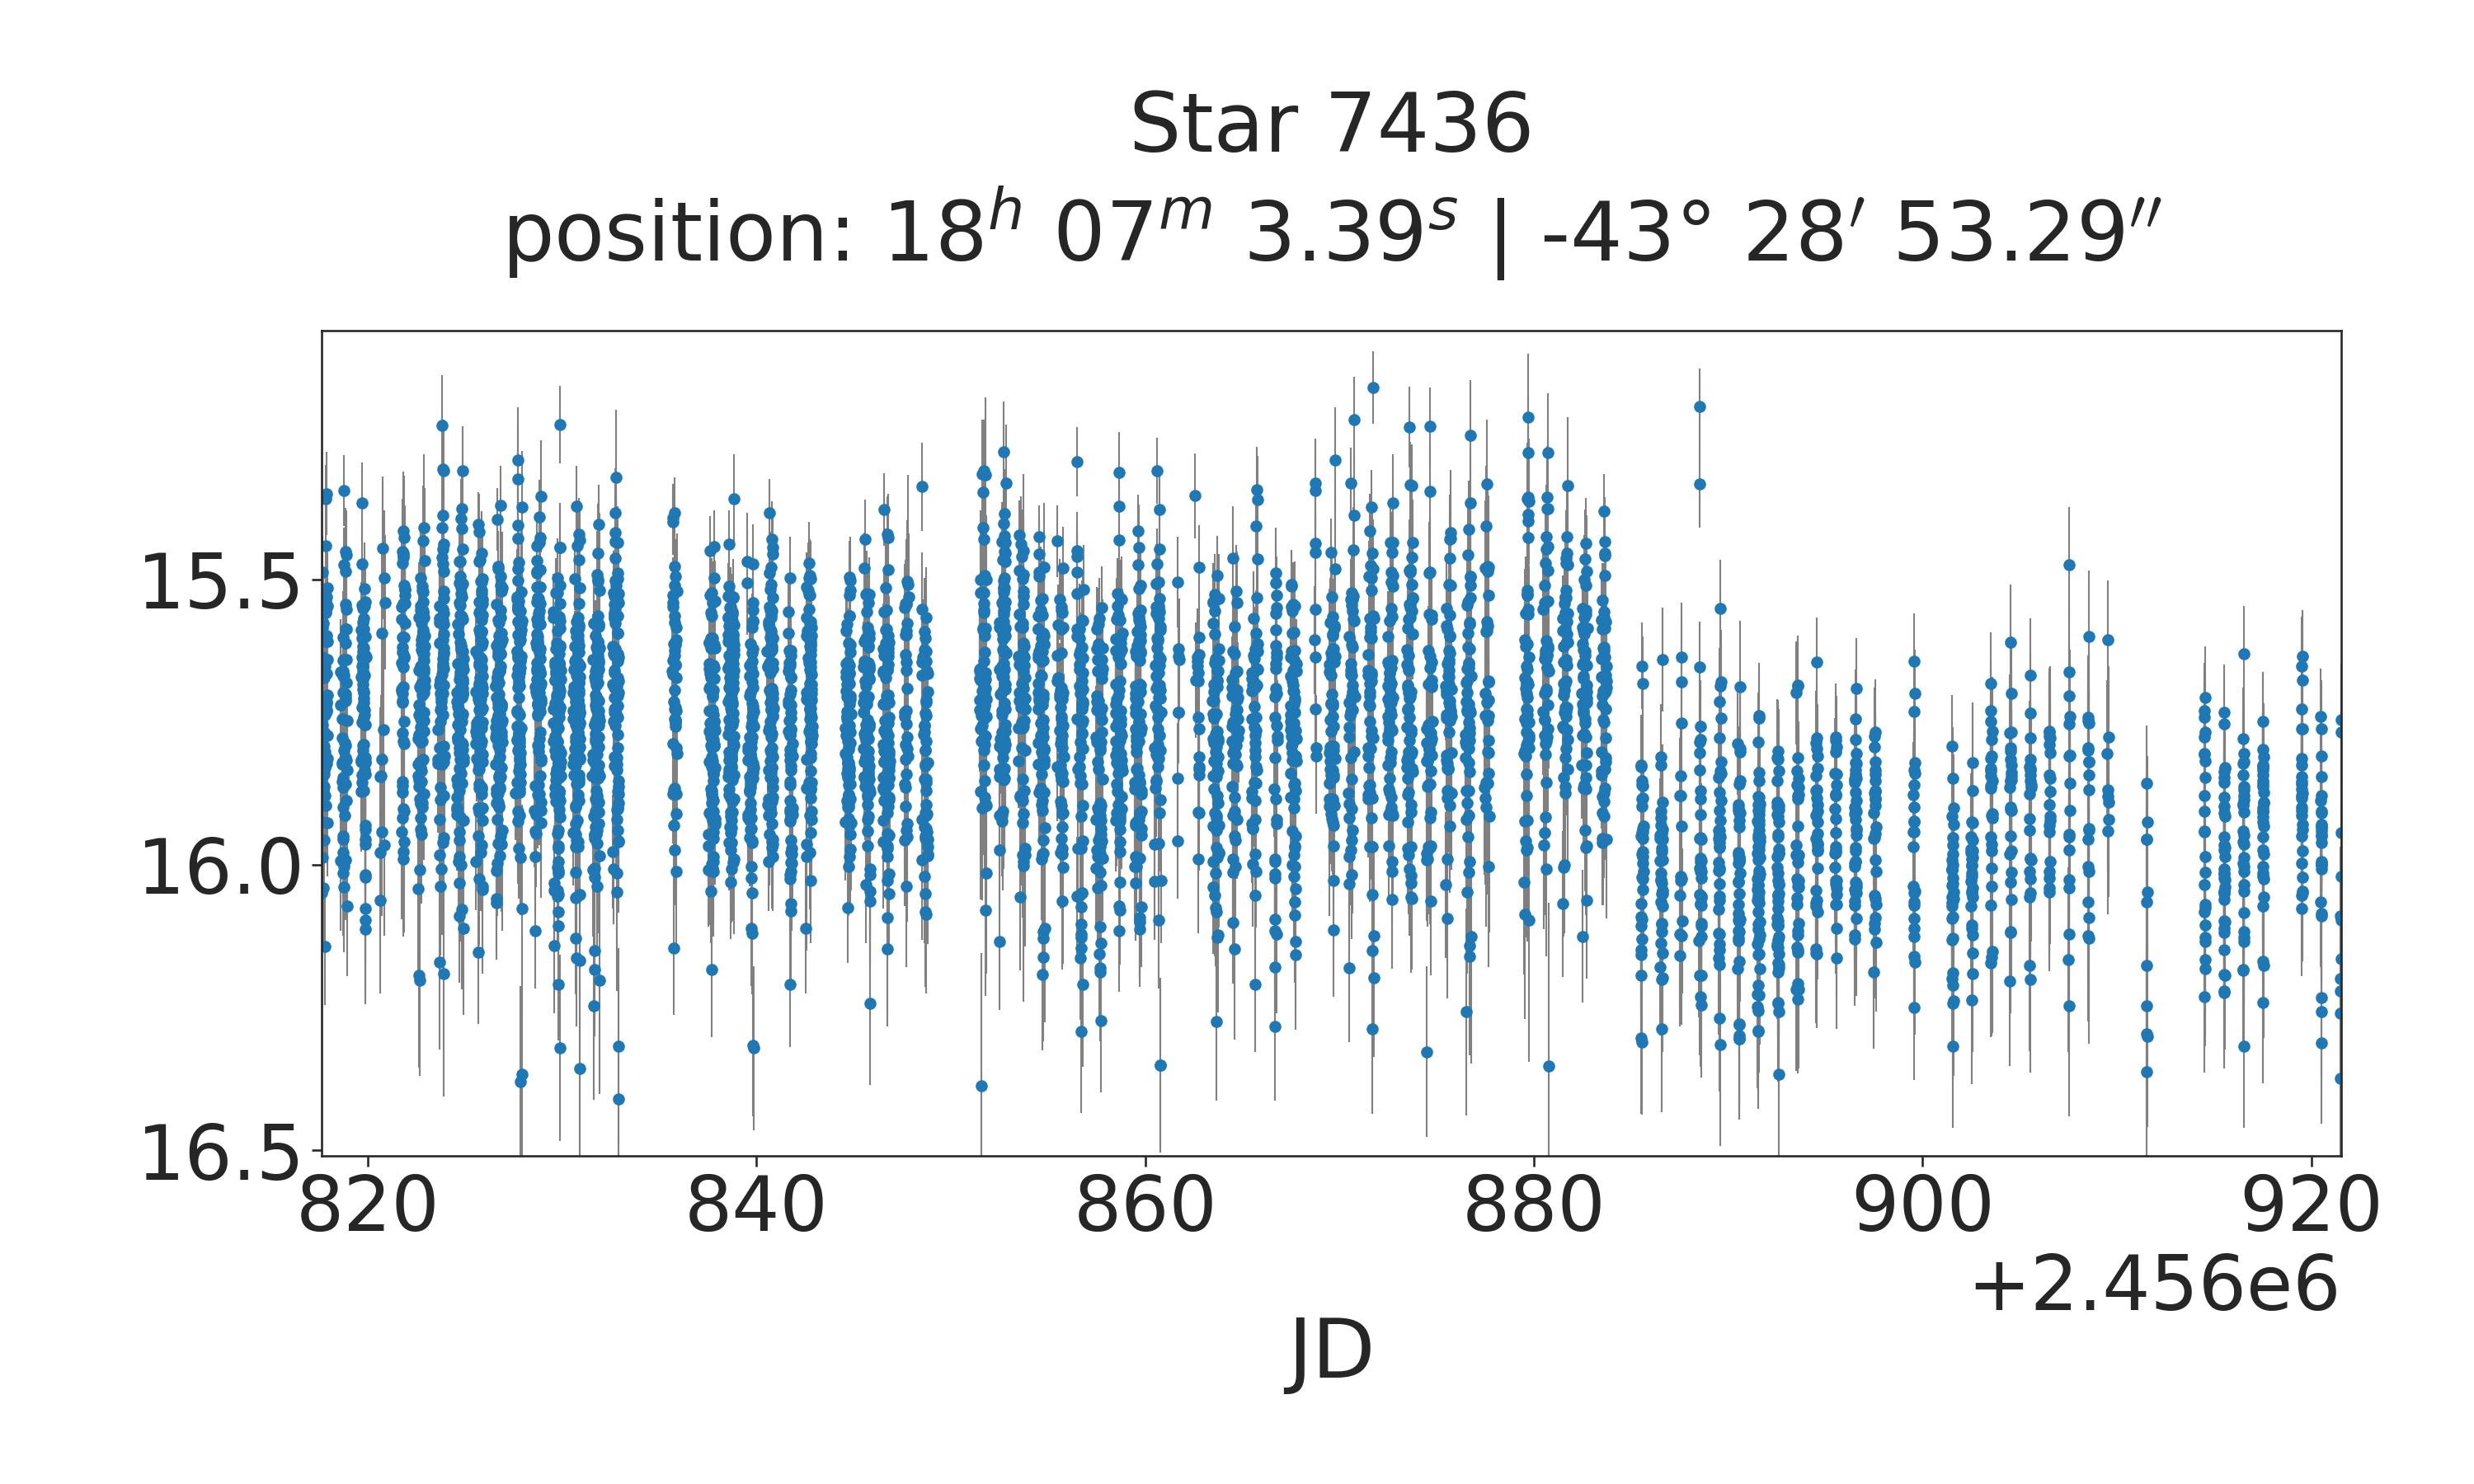 Star 7436
position: 18ʰ 07ᵐ 3.39ˢ | -43° 28′ 53.29′′
15.5
16.0
16.5
820 840 860 880 900 920
+2.456e6
JD